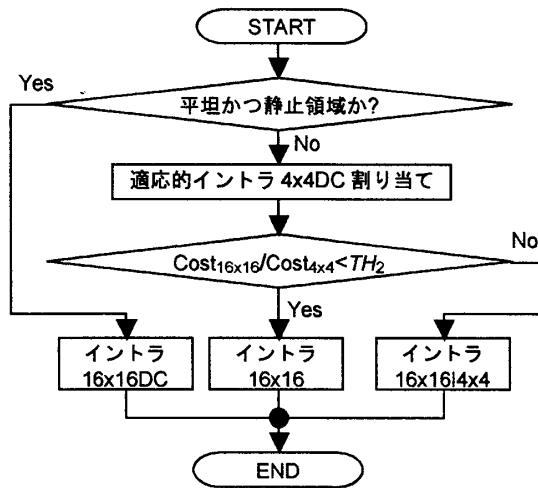 START
Yes
平坦かつ静止領域か?
No
適応的イントラ 4x4DC 割り当て
No
Cost16x16/Cost4x4<TH2
Yes
イントラ
16x16DC
イントラ
16x16
イントラ
16x16|4x4
END